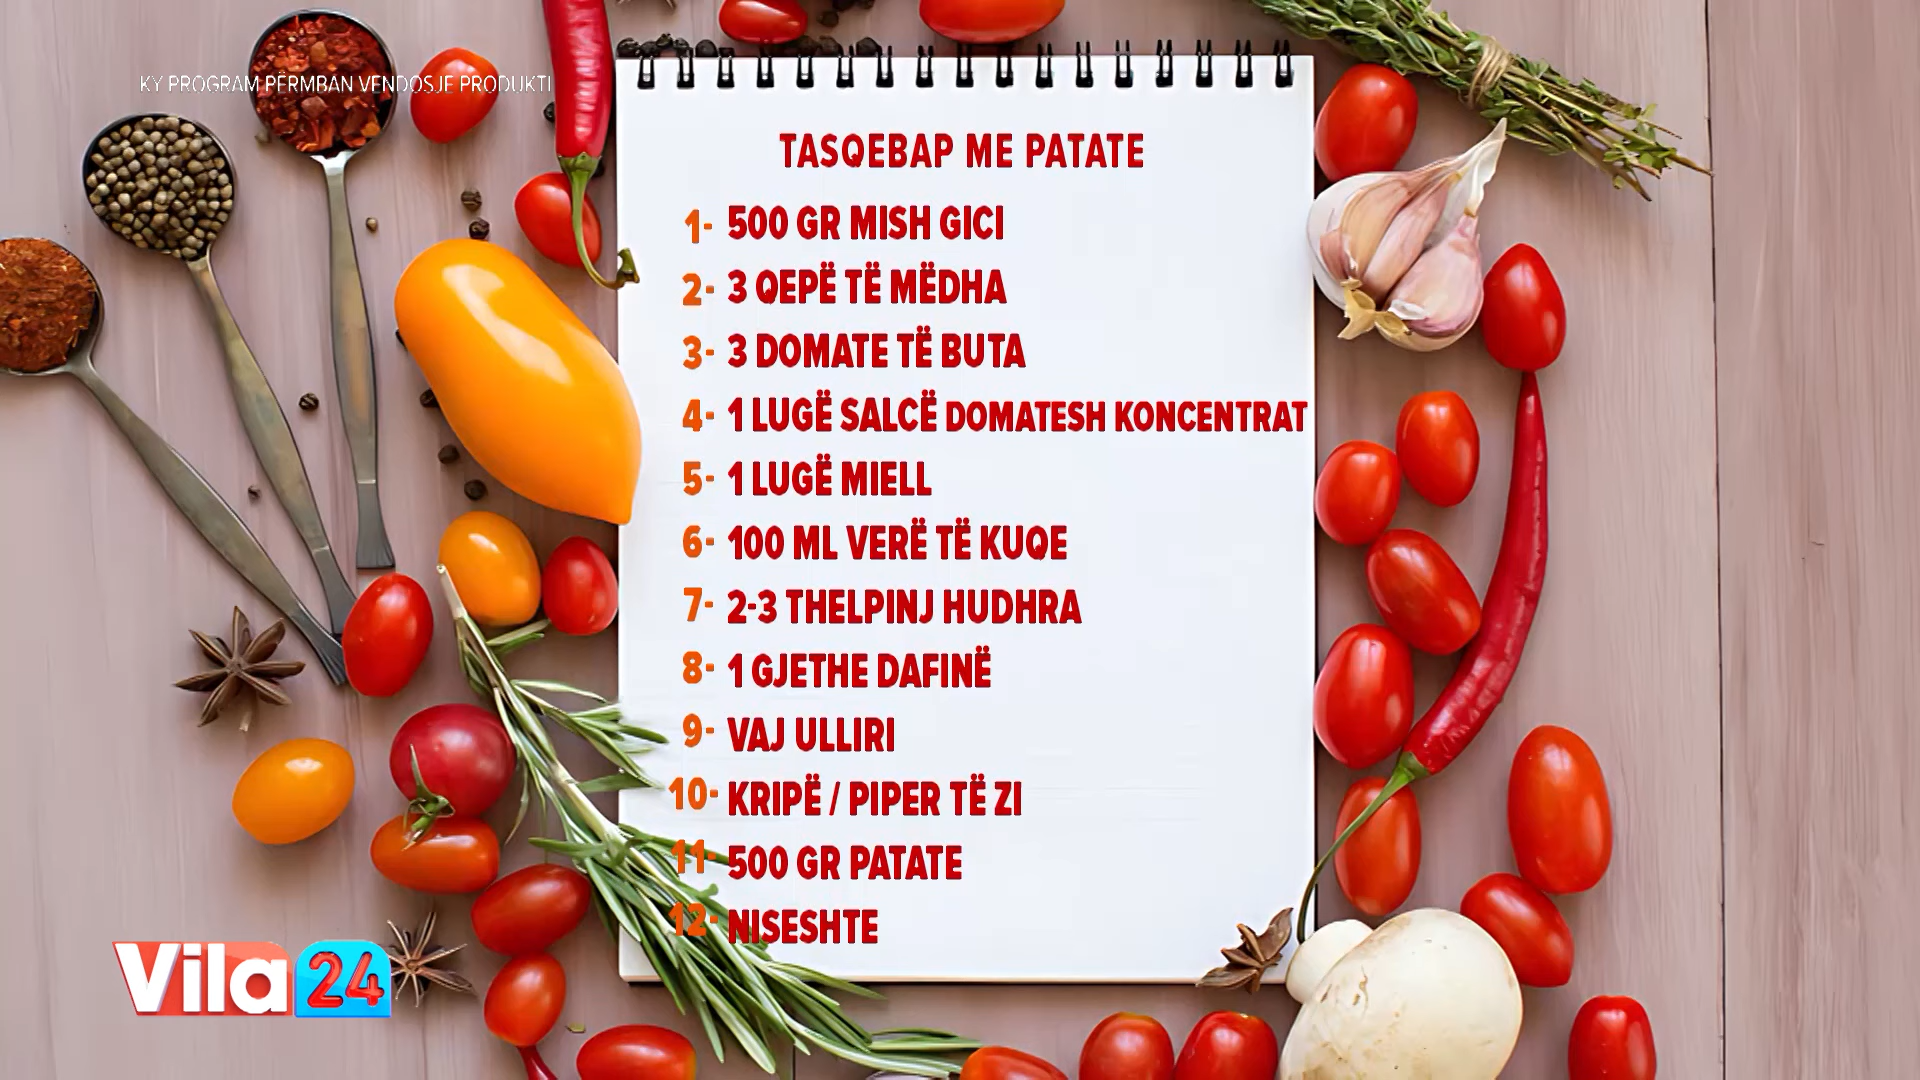 KY PROGRAM PËRMBAN VENDOSJE PRODUKTI
TASQEBAP ME PATATE
1- 500 GR MISH GICI
2- 3 QEPË TË MËDHA
3- 3 DOMATE TË BUTA
4- 1 LUGË SALCË DOMATESH KONCENTRAT
5- 1 LUGË MIELL
6- 100 ML VERË TË KUQE
7- 2-3 THELPINJ HUDHRA
8- 1 GJETHE DAFINË
9- VAJ ULLIRI
10- KRIPË / PIPER TË ZI
11- 500 GR PATATE
12- NISESHTE
Vila 24